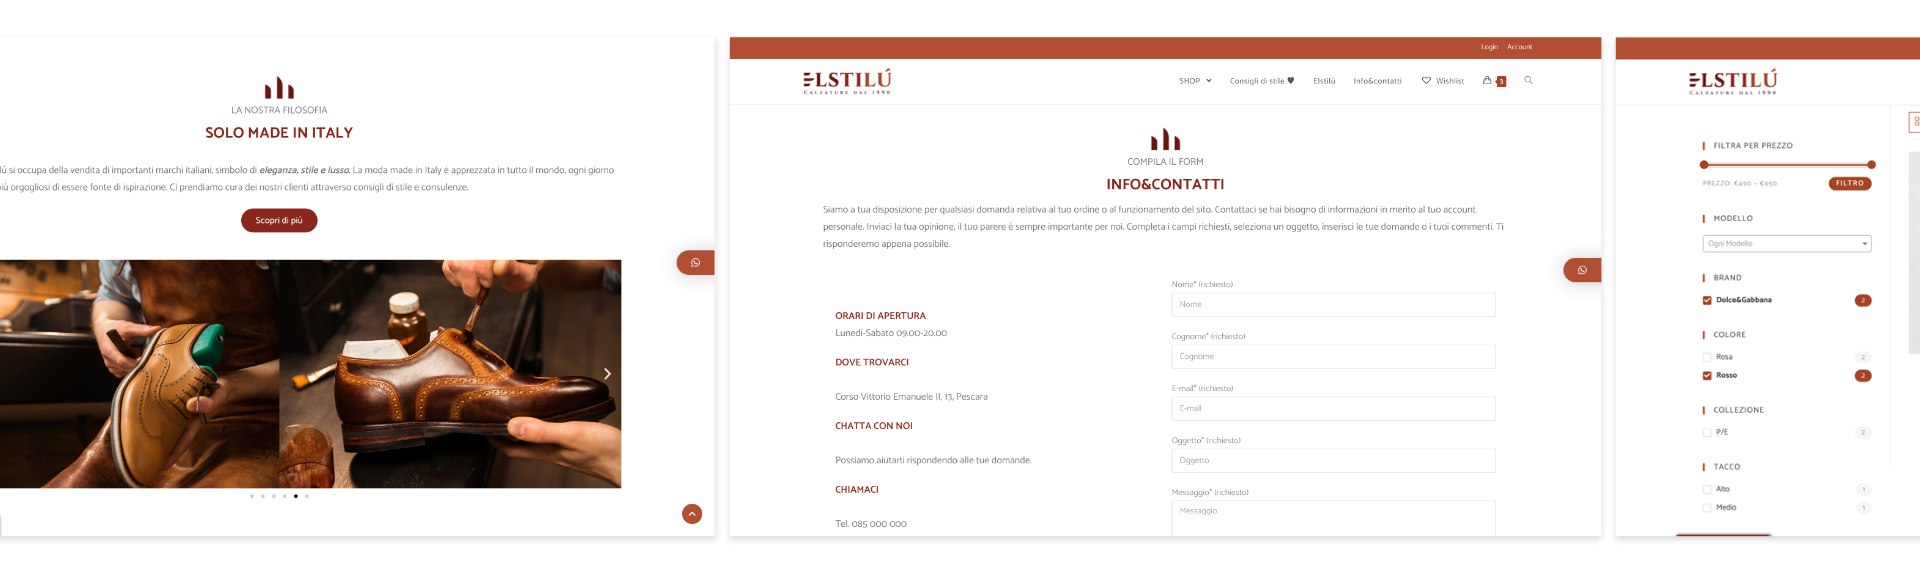 LA NOSTRA FILOSOFIA
SOLO MADE IN ITALY
lú si occupa della vendita di importanti marchi italiani, simbolo di eleganza, stile e lusso. La moda made in Italy è apprezzata in tutto il mondo, ogni giorno
più orgogliosi di essere fonte di ispirazione. Ci prendiamo cura dei nostri clienti attraverso consigli di stile e consulenze.
Scopri di più
Login Account
ELSTILÚ
CALZATURE DAL 1990
SHOP Consigli di stile Elstilú Info&contatti Wishlist 3
COMPILA IL FORM
INFO&CONTATTI
Siamo a tua disposizione per qualsiasi domanda relativa al tuo ordine o al funzionamento del sito. Contattaci se hai bisogno di informazioni in merito al tuo account
personale. Inviaci la tua opinione, il tuo parere è sempre importante per noi. Completa i campi richiesti, seleziona un oggetto, inserisci le tue domande o i tuoi commenti. Ti
risponderemo appena possibile.
ORARI DI APERTURA
Lunedì-Sabato 09.00-20.00
DOVE TROVARCI
Corso Vittorio Emanuele II, 13, Pescara
CHATTA CON NOI
Possiamo aiutarti rispondendo alle tue domande.
CHIAMACI
Tel. 085 000 000
Nome* (richiesto)
Nome
Cognome* (richiesto)
Cognome
E-mail* (richiesto)
E-mail
Oggetto* (richiesto)
Oggetto
Messaggio* (richiesto)
Messaggio
ELSTILÚ
CALZATURE DAL 1990
FILTRA PER PREZZO
PREZZO: €490 — €650
FILTRO
MODELLO
Ogni Modello
BRAND
Dolce&Gabbana 2
COLORE
Rosa 2
Rosso 2
COLLEZIONE
P/E 2
TACCO
Alto 1
Medio 1